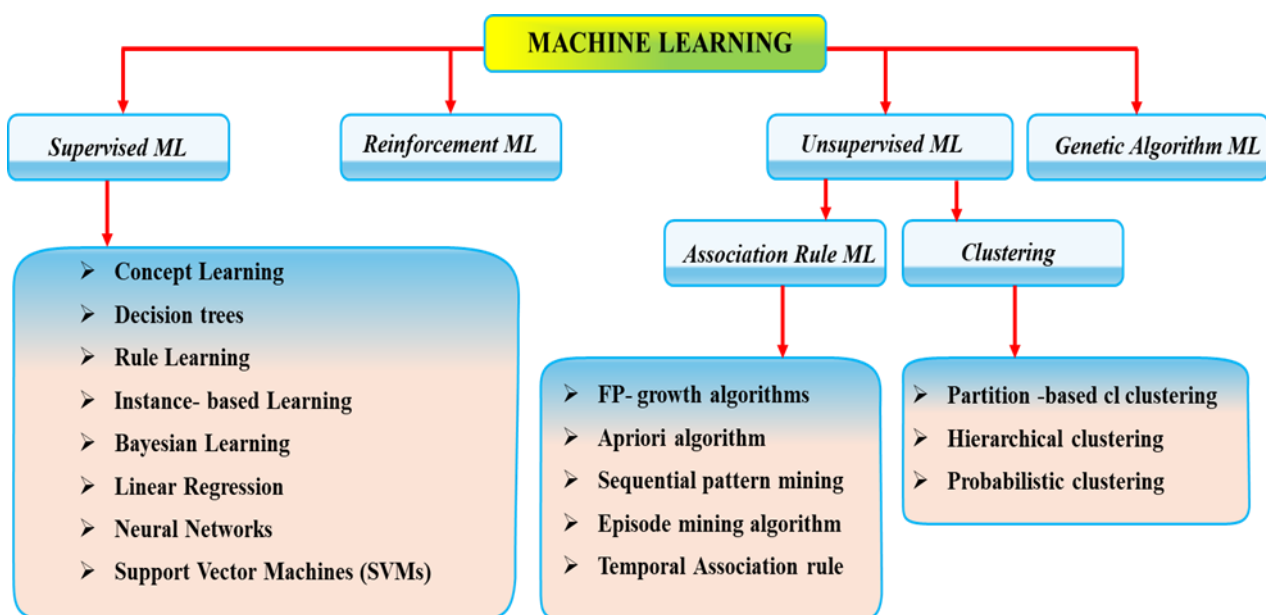 MACHINE LEARNING
Supervised ML
Reinforcement ML
Unsupervised ML
Genetic Algorithm ML
Association Rule ML
Clustering
➤ Concept Learning
➤ Decision trees
➤ Rule Learning
➤ Instance- based Learning
➤ Bayesian Learning
➤ Linear Regression
➤ Neural Networks
➤ Support Vector Machines (SVMs)
➤ FP- growth algorithms
➤ Apriori algorithm
➤ Sequential pattern mining
➤ Episode mining algorithm
➤ Temporal Association rule
➤ Partition -based cl clustering
➤ Hierarchical clustering
➤ Probabilistic clustering